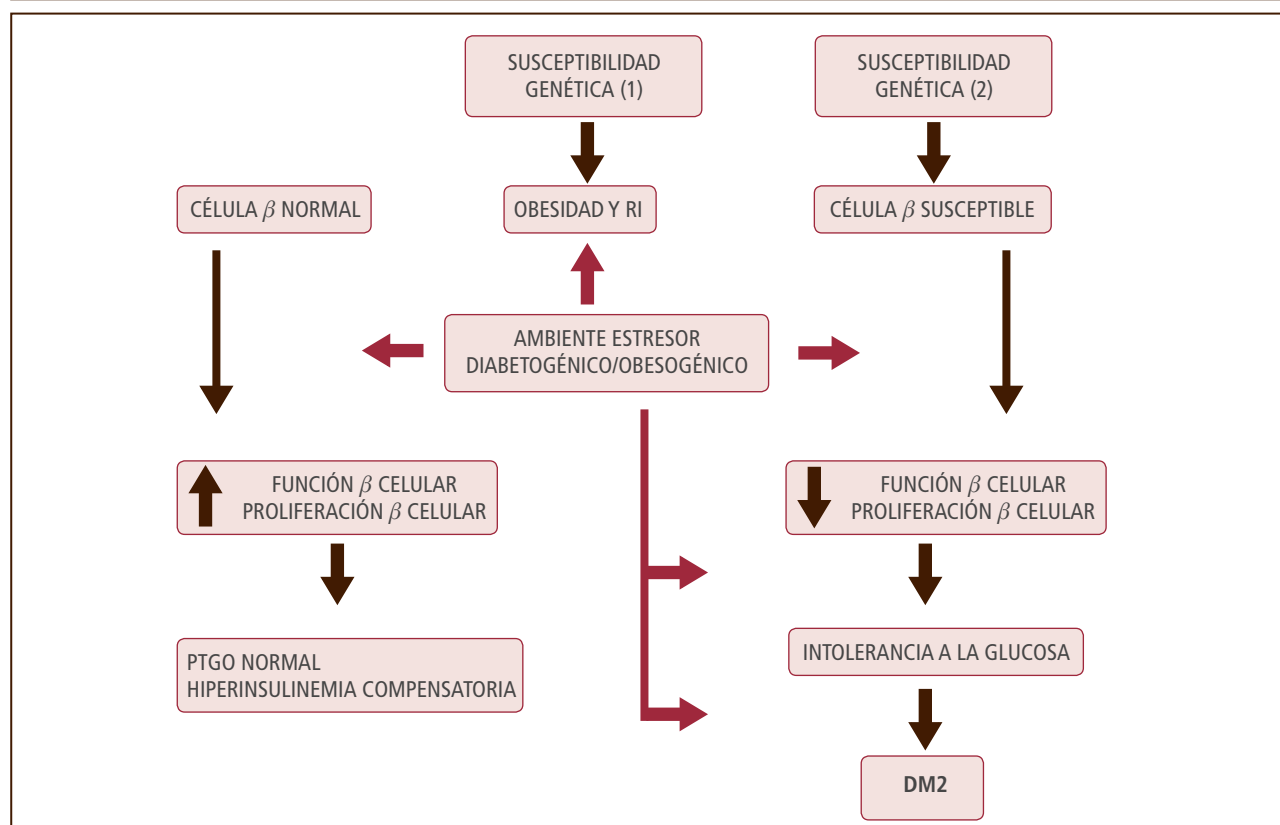 SUSCEPTIBILIDAD
GENÉTICA (1)
SUSCEPTIBILIDAD
GENÉTICA (2)
CÉLULA β NORMAL
OBESIDAD Y RI
CÉLULA β SUSCEPTIBLE
AMBIENTE ESTRESOR
DIABETOGÉNICO/OBESOGÉNICO
FUNCIÓN β CELULAR
PROLIFERACIÓN β CELULAR
FUNCIÓN β CELULAR
PROLIFERACIÓN β CELULAR
PTGO NORMAL
HIPERINSULINEMIA COMPENSATORIA
INTOLERANCIA A LA GLUCOSA
DM2